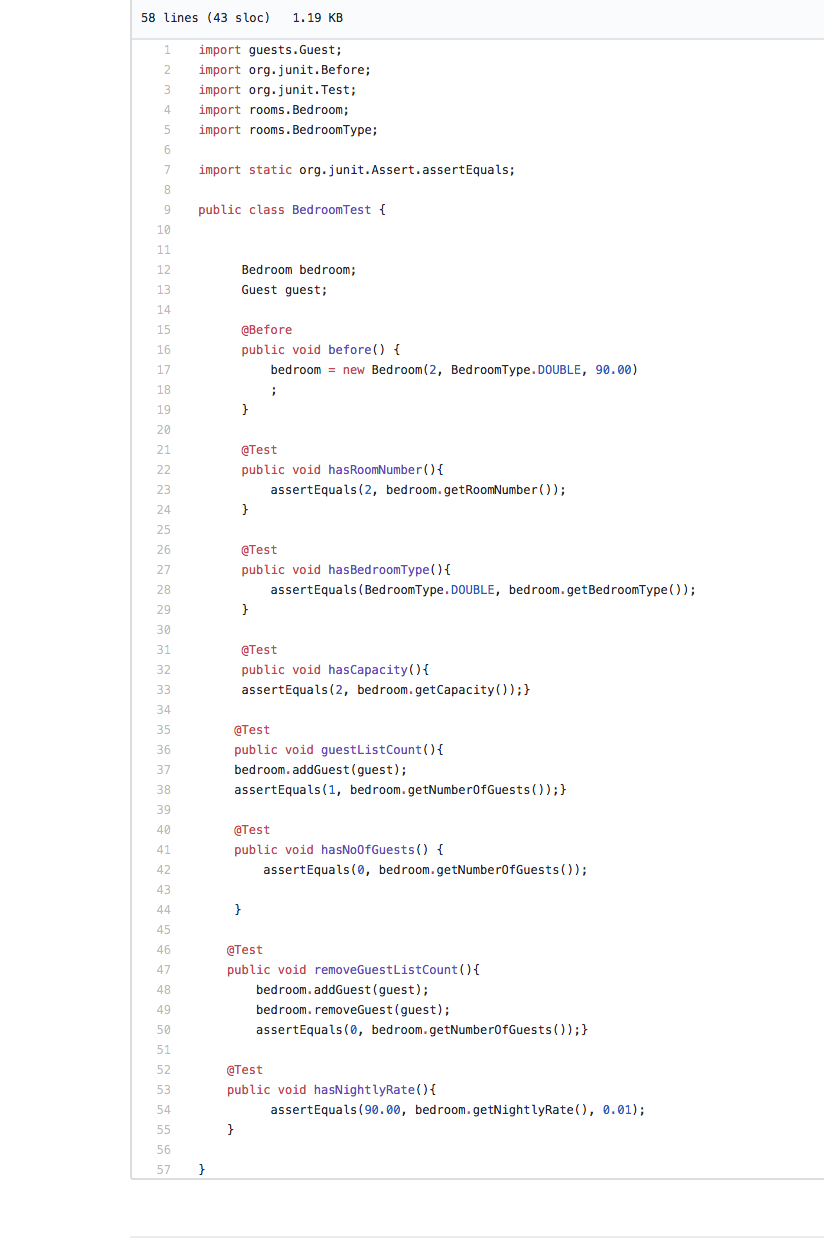 58 lines (43 sloc) 1.19 KB
1 import guests.Guest;
2 import org.junit.Before;
3 import org.junit.Test;
4 import rooms.Bedroom;
5 import rooms.BedroomType;
6
7 import static org.junit.Assert.assertEquals;
8
9 public class BedroomTest {
10
11
12 Bedroom bedroom;
13 Guest guest;
14
15 @Before
16 public void before() {
17 bedroom = new Bedroom(2, BedroomType.DOUBLE, 90.00)
18 ;
19 }
20
21 @Test
22 public void hasRoomNumber(){
23 assertEquals(2, bedroom.getRoomNumber());
24 }
25
26 @Test
27 public void hasBedroomType(){
28 assertEquals(BedroomType.DOUBLE, bedroom.getBedroomType());
29 }
30
31 @Test
32 public void hasCapacity(){
33 assertEquals(2, bedroom.getCapacity());}
34
35 @Test
36 public void guestListCount(){
37 bedroom.addGuest(guest);
38 assertEquals(1, bedroom.getNumberOfGuests());}
39
40 @Test
41 public void hasNoOfGuests() {
42 assertEquals(0, bedroom.getNumberOfGuests());
43
44 }
45
46 @Test
47 public void removeGuestListCount(){
48 bedroom.addGuest(guest);
49 bedroom.removeGuest(guest);
50 assertEquals(0, bedroom.getNumberOfGuests());}
51
52 @Test
53 public void hasNightlyRate(){
54 assertEquals(90.00, bedroom.getNightlyRate(), 0.01);
55 }
56
57 }